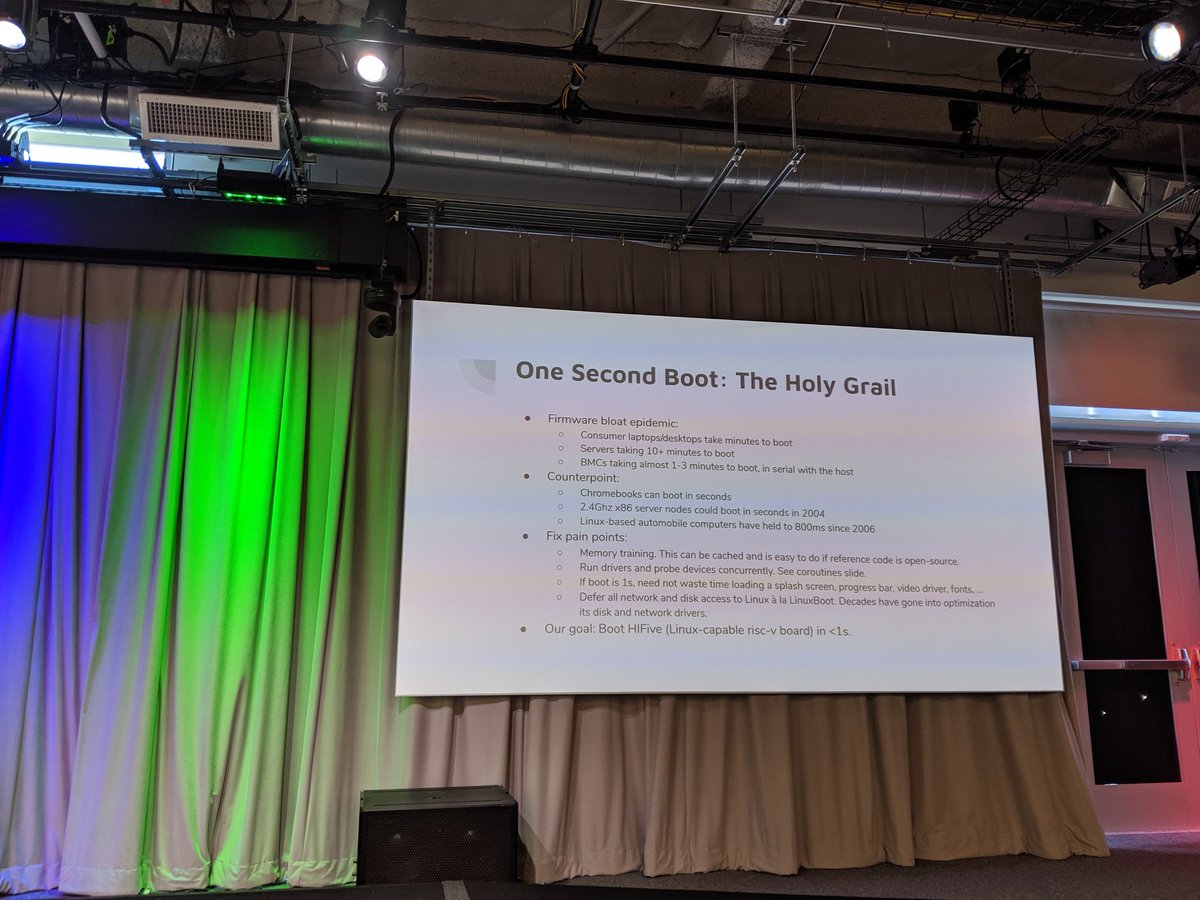 One Second Boot: The Holy Grail
● Firmware bloat epidemic:
○ Consumer laptops/desktops take minutes to boot
○ Servers taking 10+ minutes to boot
○ BMCs taking almost 1-3 minutes to boot, in serial with the host
● Counterpoint:
○ Chromebooks can boot in seconds
○ 2.4Ghz x86 server nodes could boot in seconds in 2004
○ Linux-based automobile computers have held to 800ms since 2006
● Fix pain points:
○ Memory training. This can be cached and is easy to do if reference code is open-source.
○ Run drivers and probe devices concurrently. See coroutines slide.
○ If boot is 1s, need not waste time loading a splash screen, progress bar, video driver, fonts, ...
○ Defer all network and disk access to Linux à la LinuxBoot. Decades have gone into optimization
its disk and network drivers.
● Our goal: Boot HIFive (Linux-capable risc-v board) in <1s.